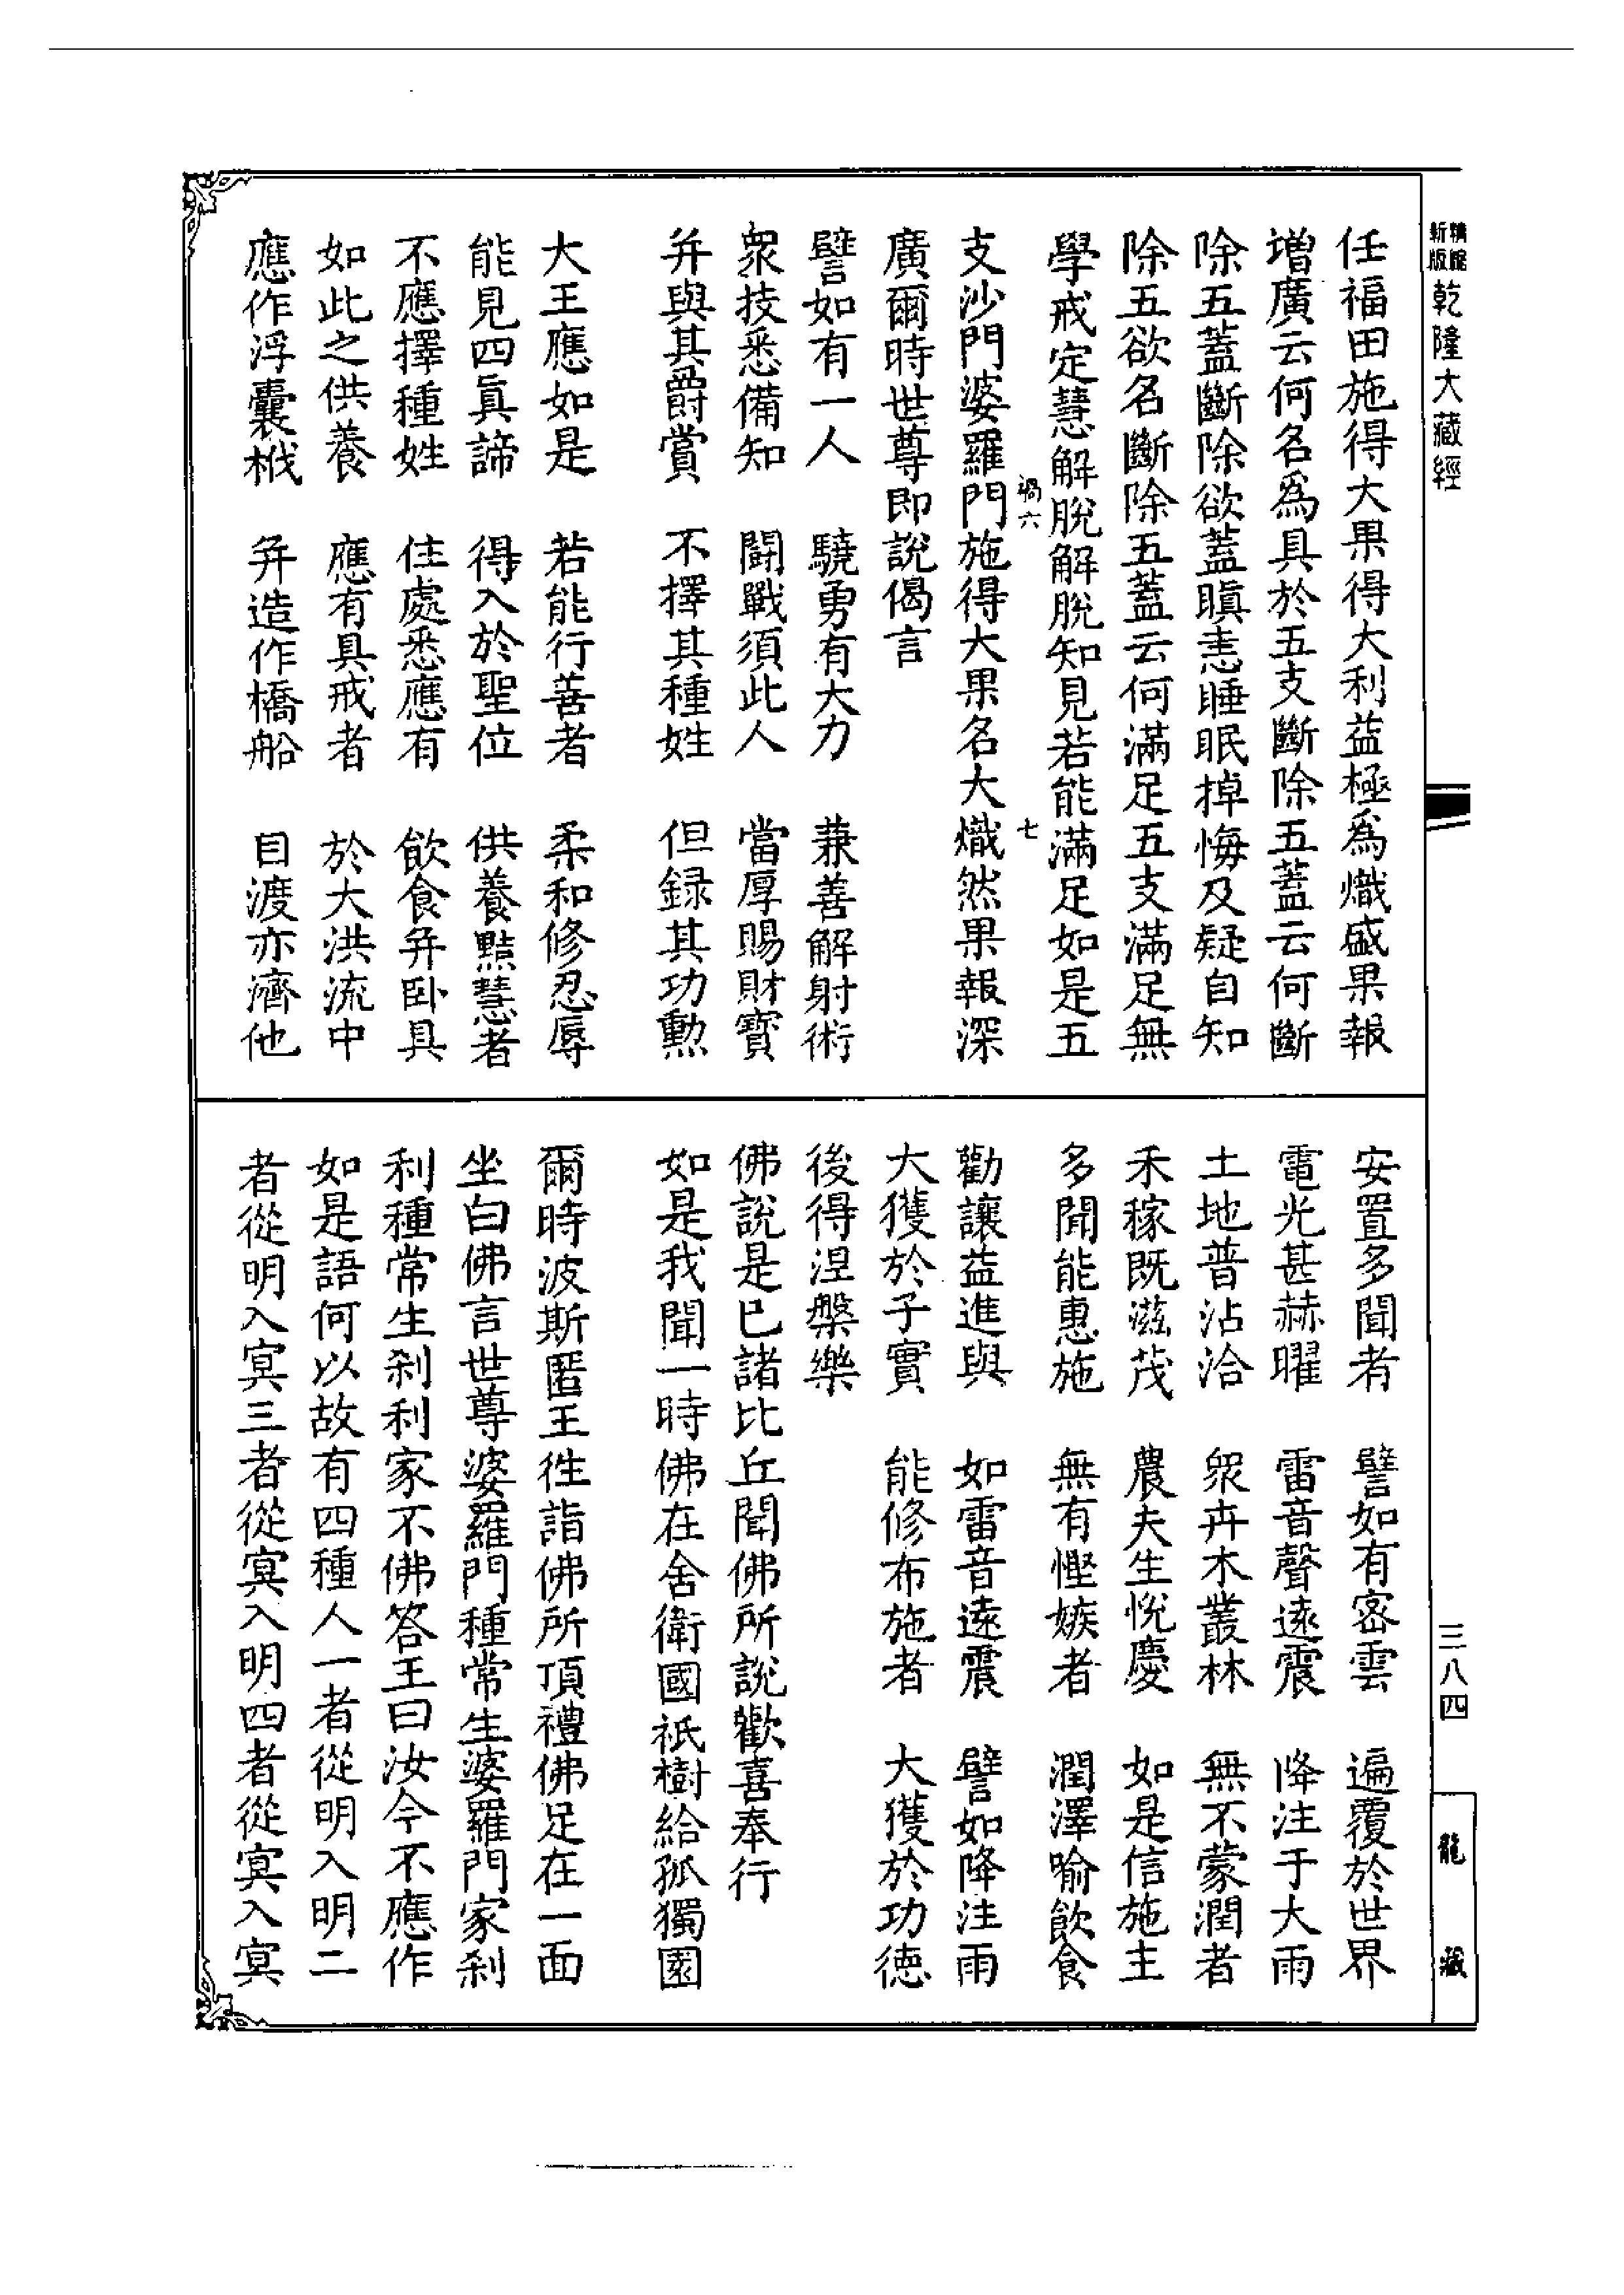 精縮
新版
乾隆大藏經
任福田施得大果得大利益極爲熾盛果報
增廣云何名爲具於五支斷除五蓋云何斷
除五蓋斷除欲蓋瞋恚睡眠掉悔及疑自知
除五欲名斷除五蓋云何滿足五支滿足無
學戒定慧解脫解脫知見若能滿足如是五
禍六 七
支沙門婆羅門施得大果名大熾然果報深
廣爾時世尊即說偈言
譬如有一人 驍勇有大力 兼善解射術
衆技悉備知 鬪戰須此人 當厚賜財寶
并與其爵賞 不擇其種姓 但録其功勲
大王應如是 若能行善者 柔和修忍辱
能見四眞諦 得入於聖位 供養黠慧者
不應擇種姓 住處悉應有 飲食并卧具
如此之供養 應有具戒者 於大洪流中
應作浮囊栰 并造作橋船 自渡亦濟他
安置多聞者 譬如有密雲 遍覆於世界
電光甚赫曜 雷音聲遠震 降注于大雨
土地普沾洽 衆卉木叢林 無不蒙潤者
禾稼既滋茂 農夫生悅慶 如是信施主
多聞能惠施 無有慳嫉者 潤澤喻飲食
勸讓益進與 如雷音遠震 譬如降注雨
大獲於子實 能修布施者 大獲於功德
後得涅槃樂
佛說是已諸比丘聞佛所說歡喜奉行
如是我聞一時佛在舍衛國祇樹給孤獨園
爾時波斯匿王徃詣佛所頂禮佛足在一面
坐白佛言世尊婆羅門種常生婆羅門家刹
利種常生刹利家不佛答王曰汝今不應作
如是語何以故有四種人一者從明入明二
者從明入冥三者從冥入明四者從冥入冥
三八四
龍藏